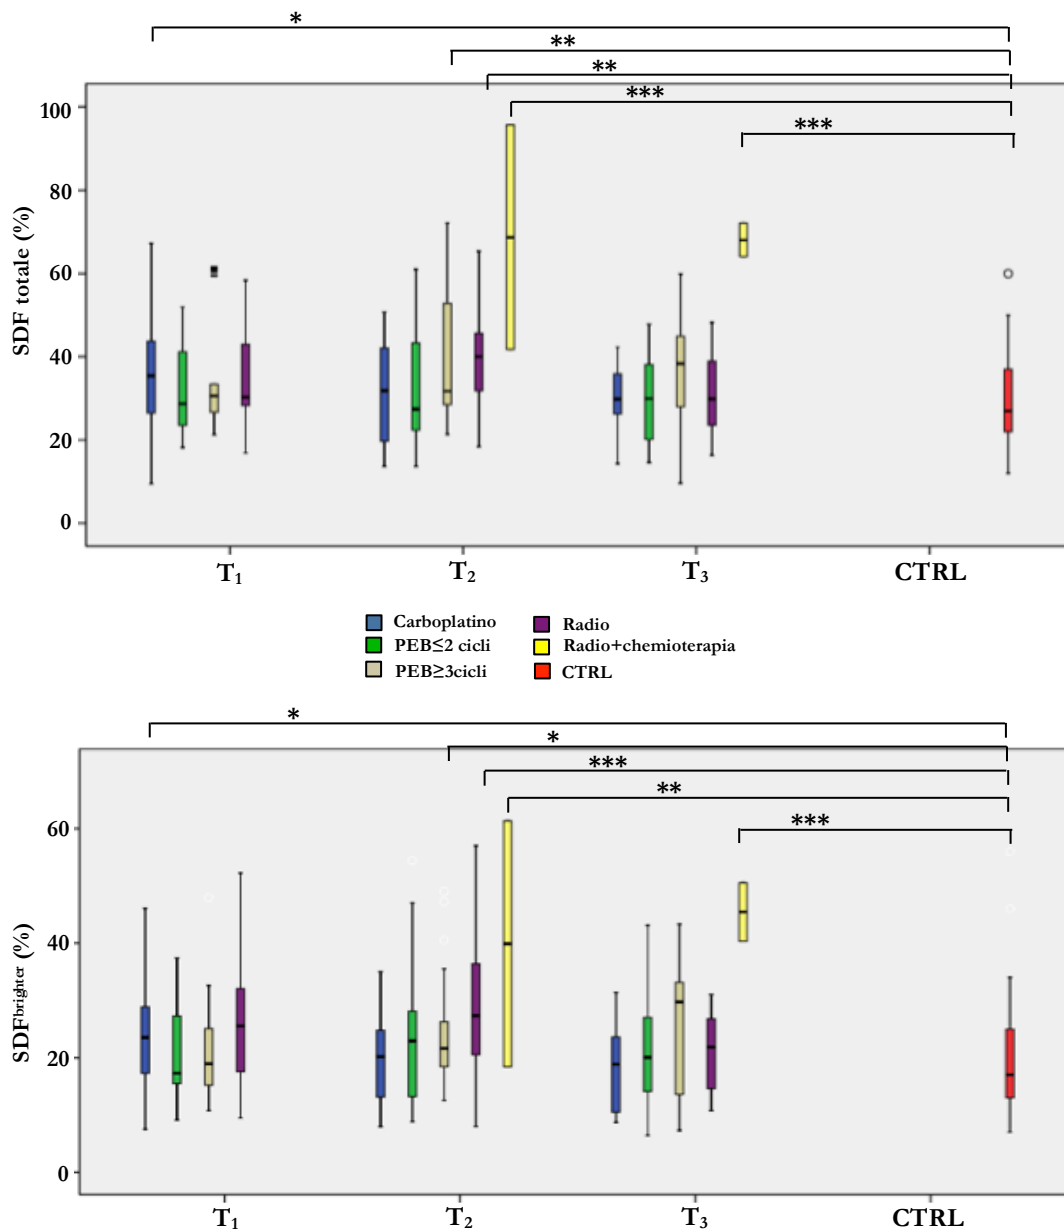 *
**
**
***
***
100
80
60
40
20
0
SDF totale (%)
T1 T2 T3 CTRL
Carboplatino Radio
PEB≤2 cicli Radio+chemioterapia
PEB≥3cicli CTRL
*
*
***
**
***
60
40
20
0
SDFbrighter (%)
T1 T2 T3 CTRL